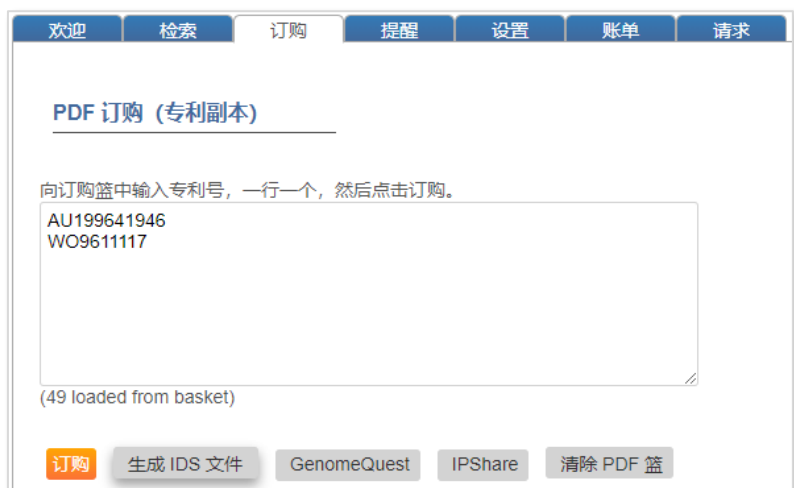 欢迎 检索 订购 提醒 设置 账单 请求
PDF 订购（专利副本）
向订购篮中输入专利号，一行一个，然后点击订购。
AU199641946
WO9611117
(49 loaded from basket)
订购 生成 IDS 文件 GenomeQuest IPShare 清除 PDF 篮